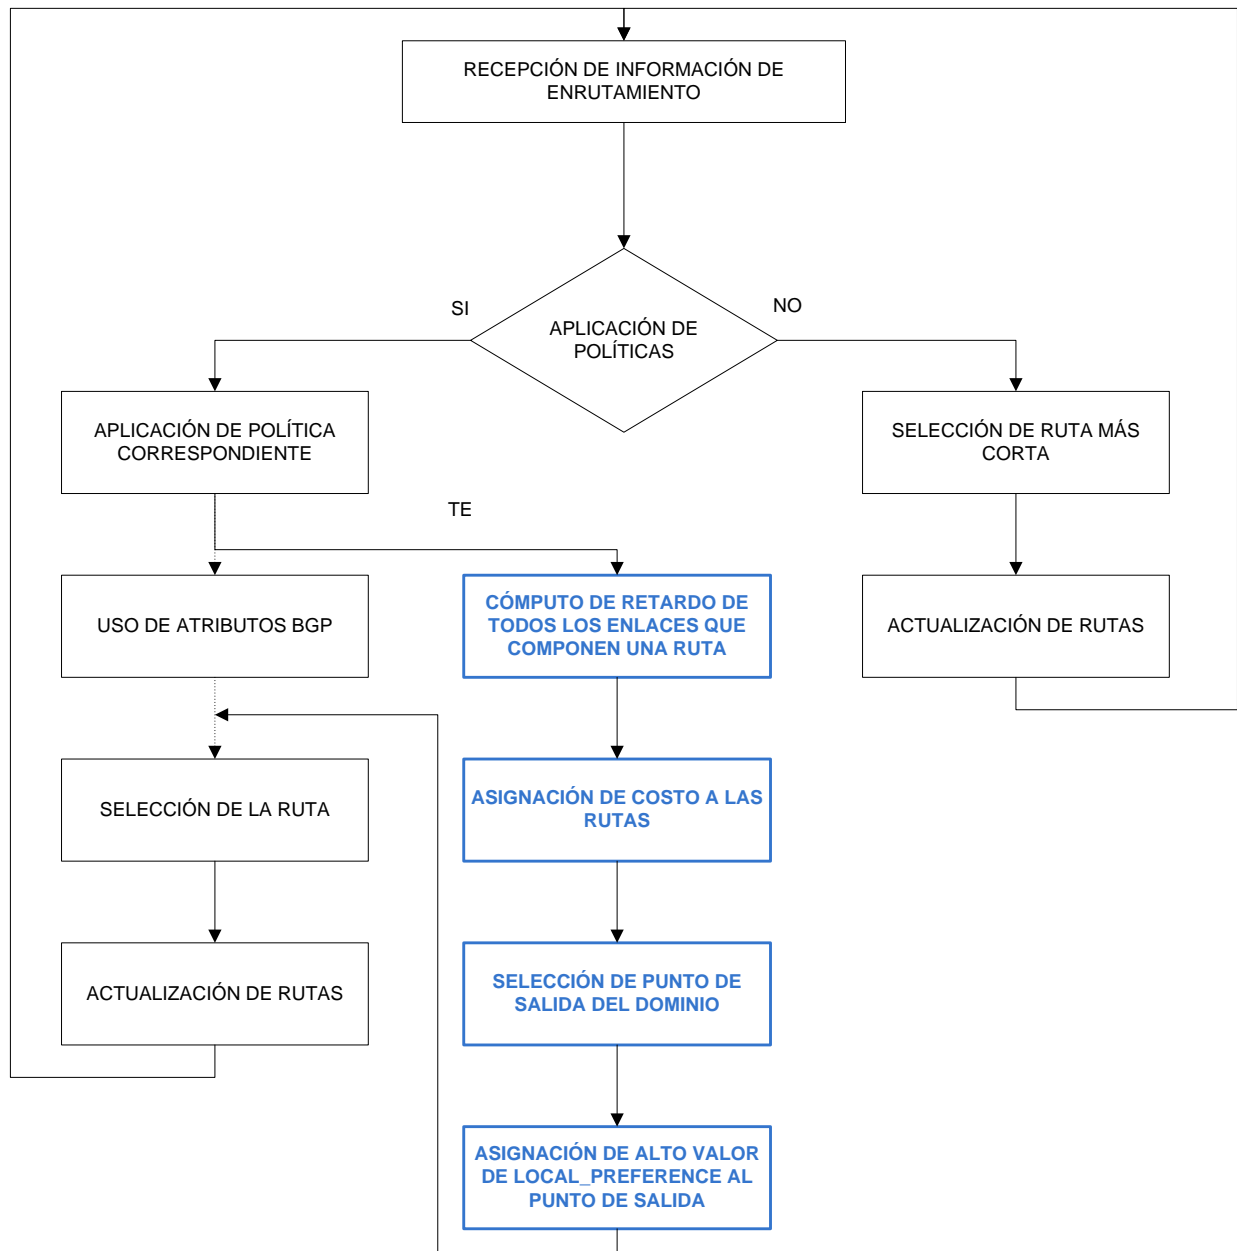 RECEPCIÓN DE INFORMACIÓN DE
ENRUTAMIENTO
SI
NO
APLICACIÓN DE
POLÍTICAS
APLICACIÓN DE POLÍTICA
CORRESPONDIENTE
SELECCIÓN DE RUTA MÁS
CORTA
TE
USO DE ATRIBUTOS BGP
CÓMPUTO DE RETARDO DE
TODOS LOS ENLACES QUE
COMPONEN UNA RUTA
ACTUALIZACIÓN DE RUTAS
SELECCIÓN DE LA RUTA
ASIGNACIÓN DE COSTO A LAS
RUTAS
ACTUALIZACIÓN DE RUTAS
SELECCIÓN DE PUNTO DE
SALIDA DEL DOMINIO
ASIGNACIÓN DE ALTO VALOR
DE LOCAL_PREFERENCE AL
PUNTO DE SALIDA